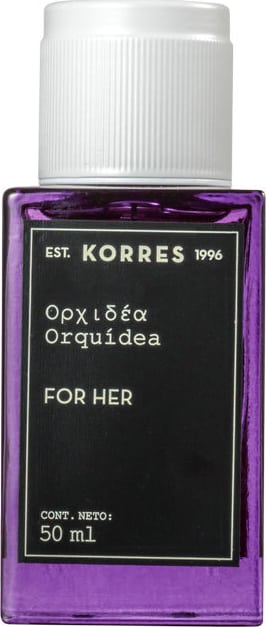 EST. KORRES 1996
Ορχιδέα
Orquídea
FOR HER
CONT. NETO:
50 ml